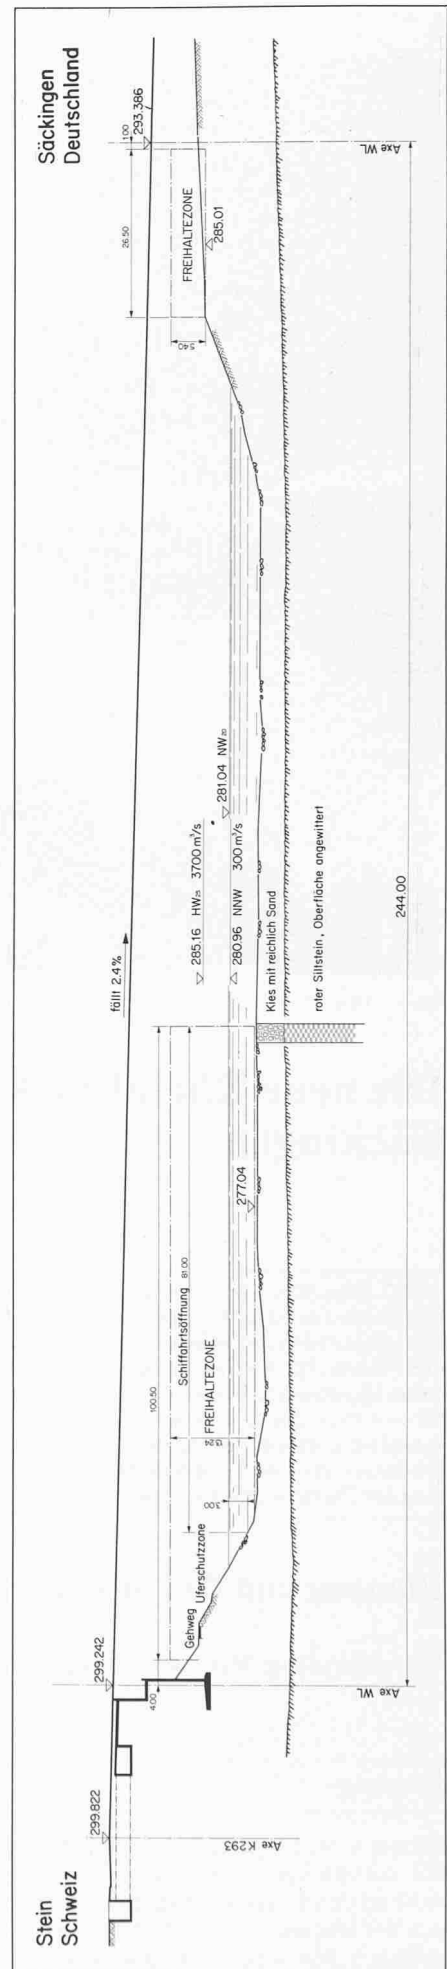 Stein
Schweiz
299.822
Axe K293
299.242
4.00
Axe WL
Gehweg
Uferschutzzone
3.00
13.24
FREIHALTEZONE
Schiffahrtsöffnung 81.00
100.50
277.04
fällt 2.4%
285.16 HW25 3700 m³/s
280.96 NNW 300 m³/s
281.04 NW20
Kies mit reichlich Sand
roter Siltstein, Oberfläche angewittert
244.00
5.40
285.01
FREIHALTEZONE
26.50
1.00
293.386
Axe WL
Säckingen
Deutschland